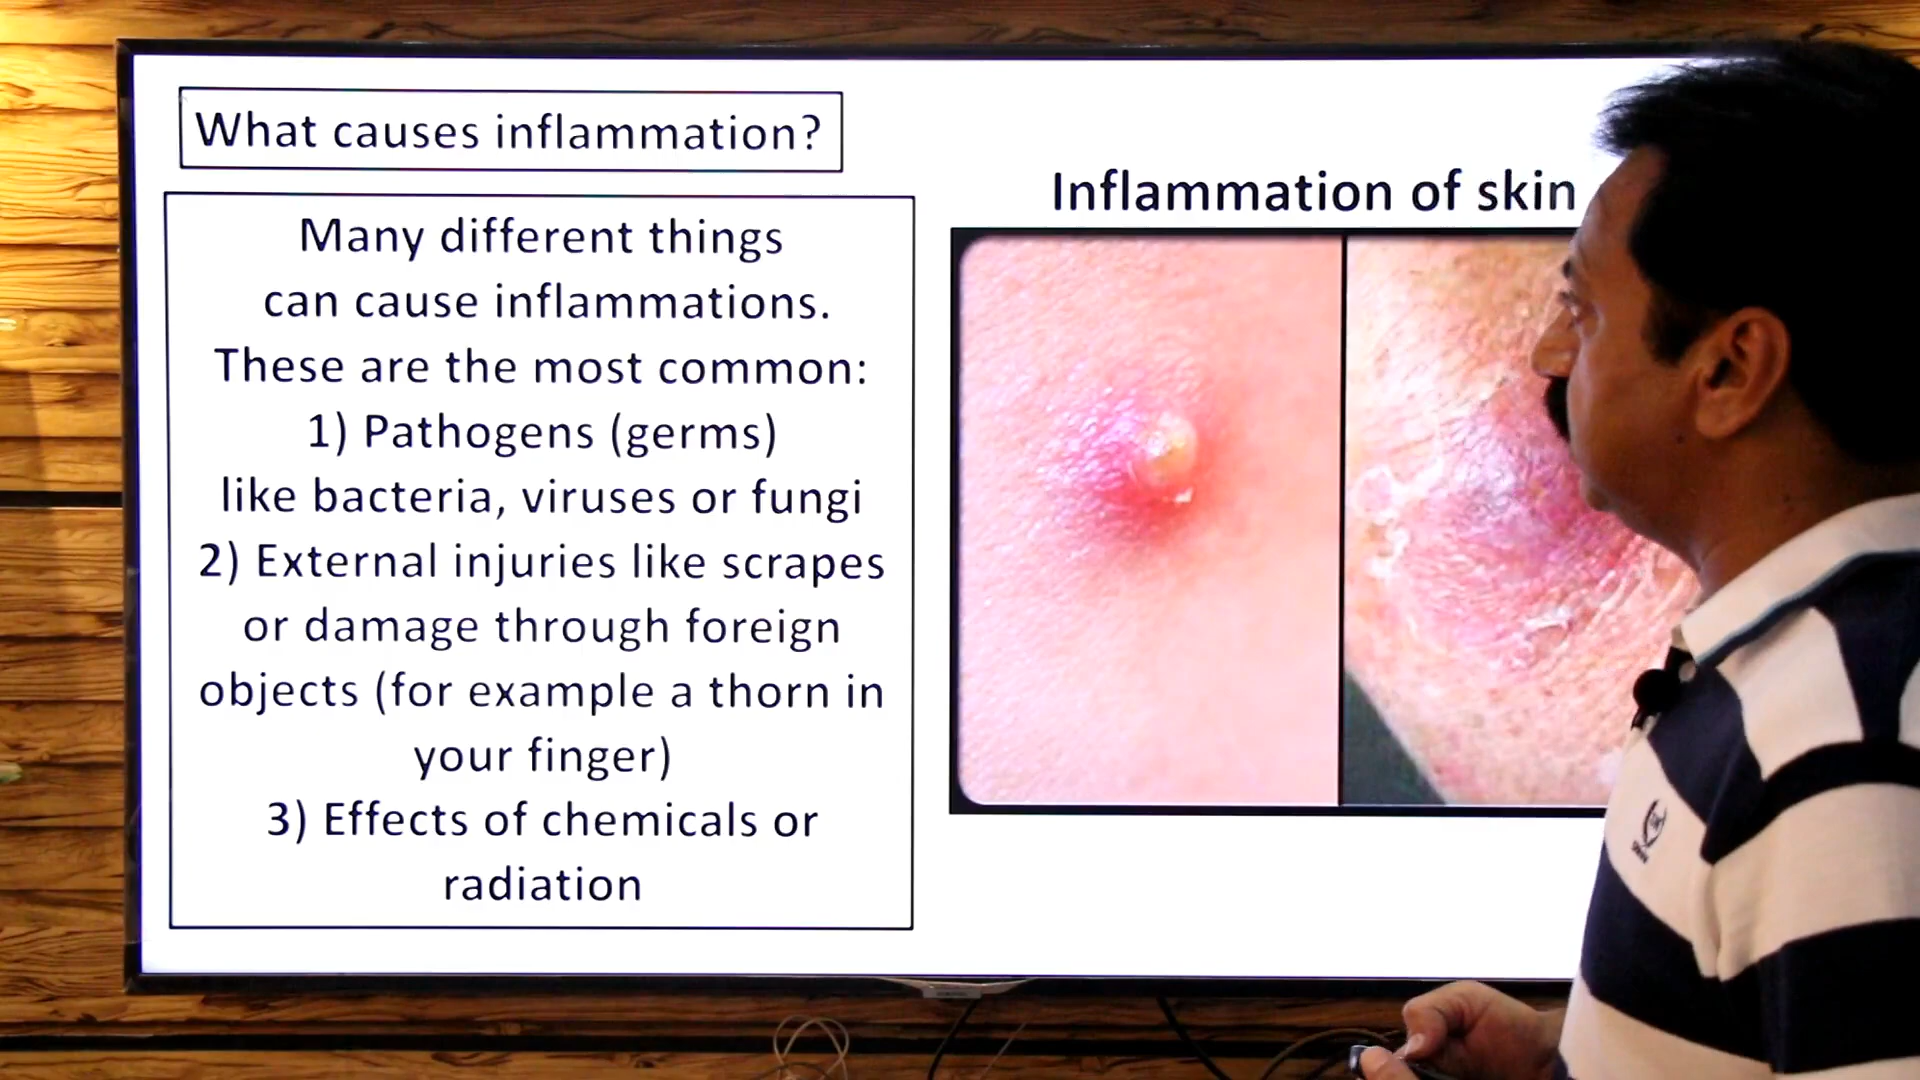 What causes inflammation?
Many different things
can cause inflammations.
These are the most common:
1) Pathogens (germs)
like bacteria, viruses or fungi
2) External injuries like scrapes
or damage through foreign
objects (for example a thorn in
your finger)
3) Effects of chemicals or
radiation
Inflammation of skin